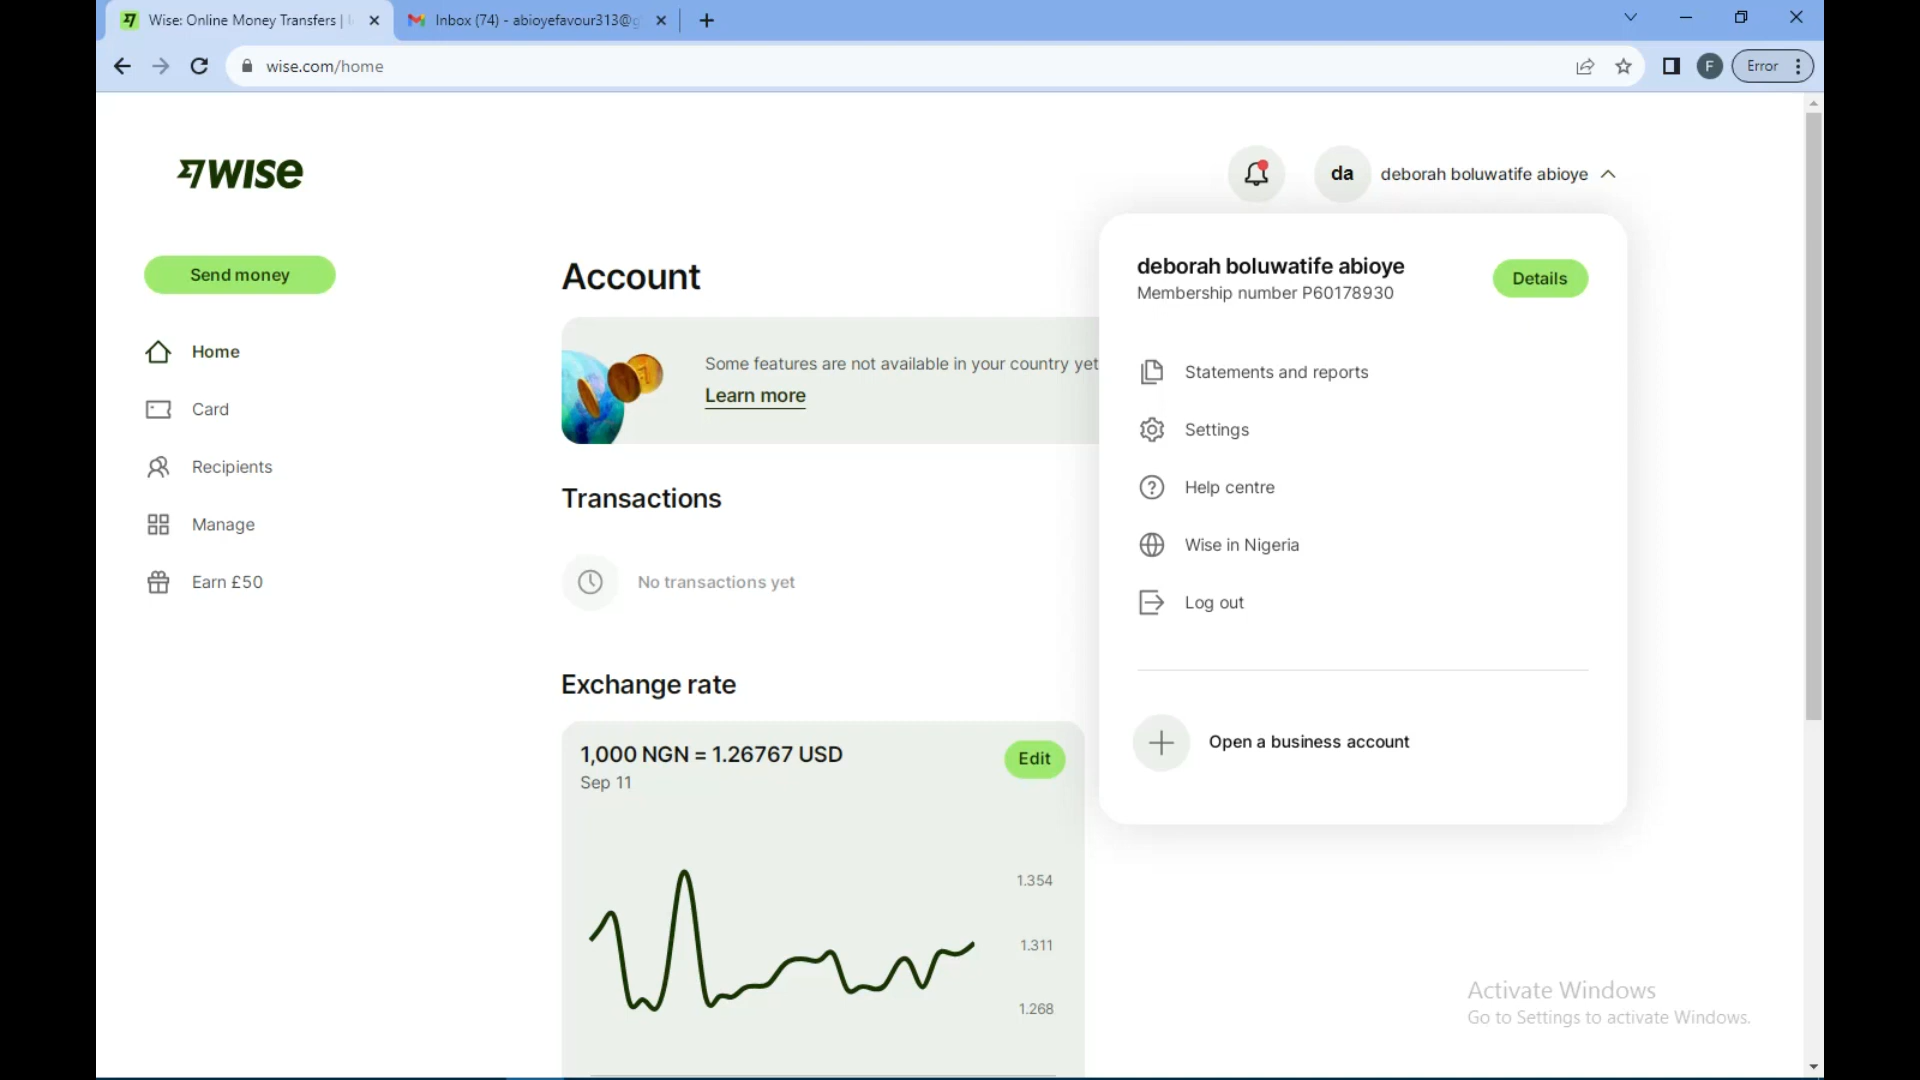 Wise: Online Money Transfers |
Inbox (74) - abioyefavour313@g
wise.com/home
F
Error
WISE
da
deborah boluwatife abioye
Send money
Home
Card
Recipients
Manage
Earn £50
Account
Some features are not available in your country yet
Learn more
Transactions
No transactions yet
Exchange rate
1,000 NGN = 1.26767 USD
Sep 11
Edit
1.354
1.311
1.268
deborah boluwatife abioye
Membership number P60178930
Details
Statements and reports
Settings
Help centre
Wise in Nigeria
Log out
Open a business account
Activate Windows
Go to Settings to activate Windows.